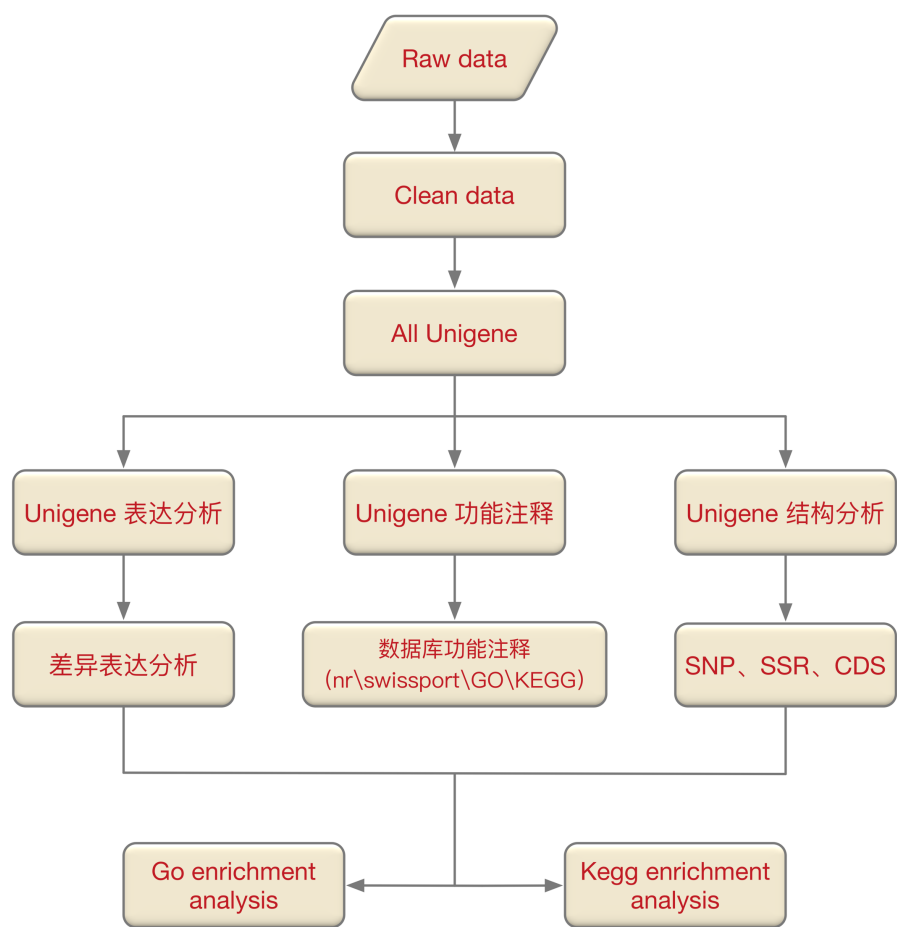 Raw data
Clean data
All Unigene
Unigene 表达分析
Unigene 功能注释
Unigene 结构分析
差异表达分析
数据库功能注释
（nr\swissport\GO\KEGG）
SNP、SSR、CDS
Go enrichment
analysis
Kegg enrichment
analysis